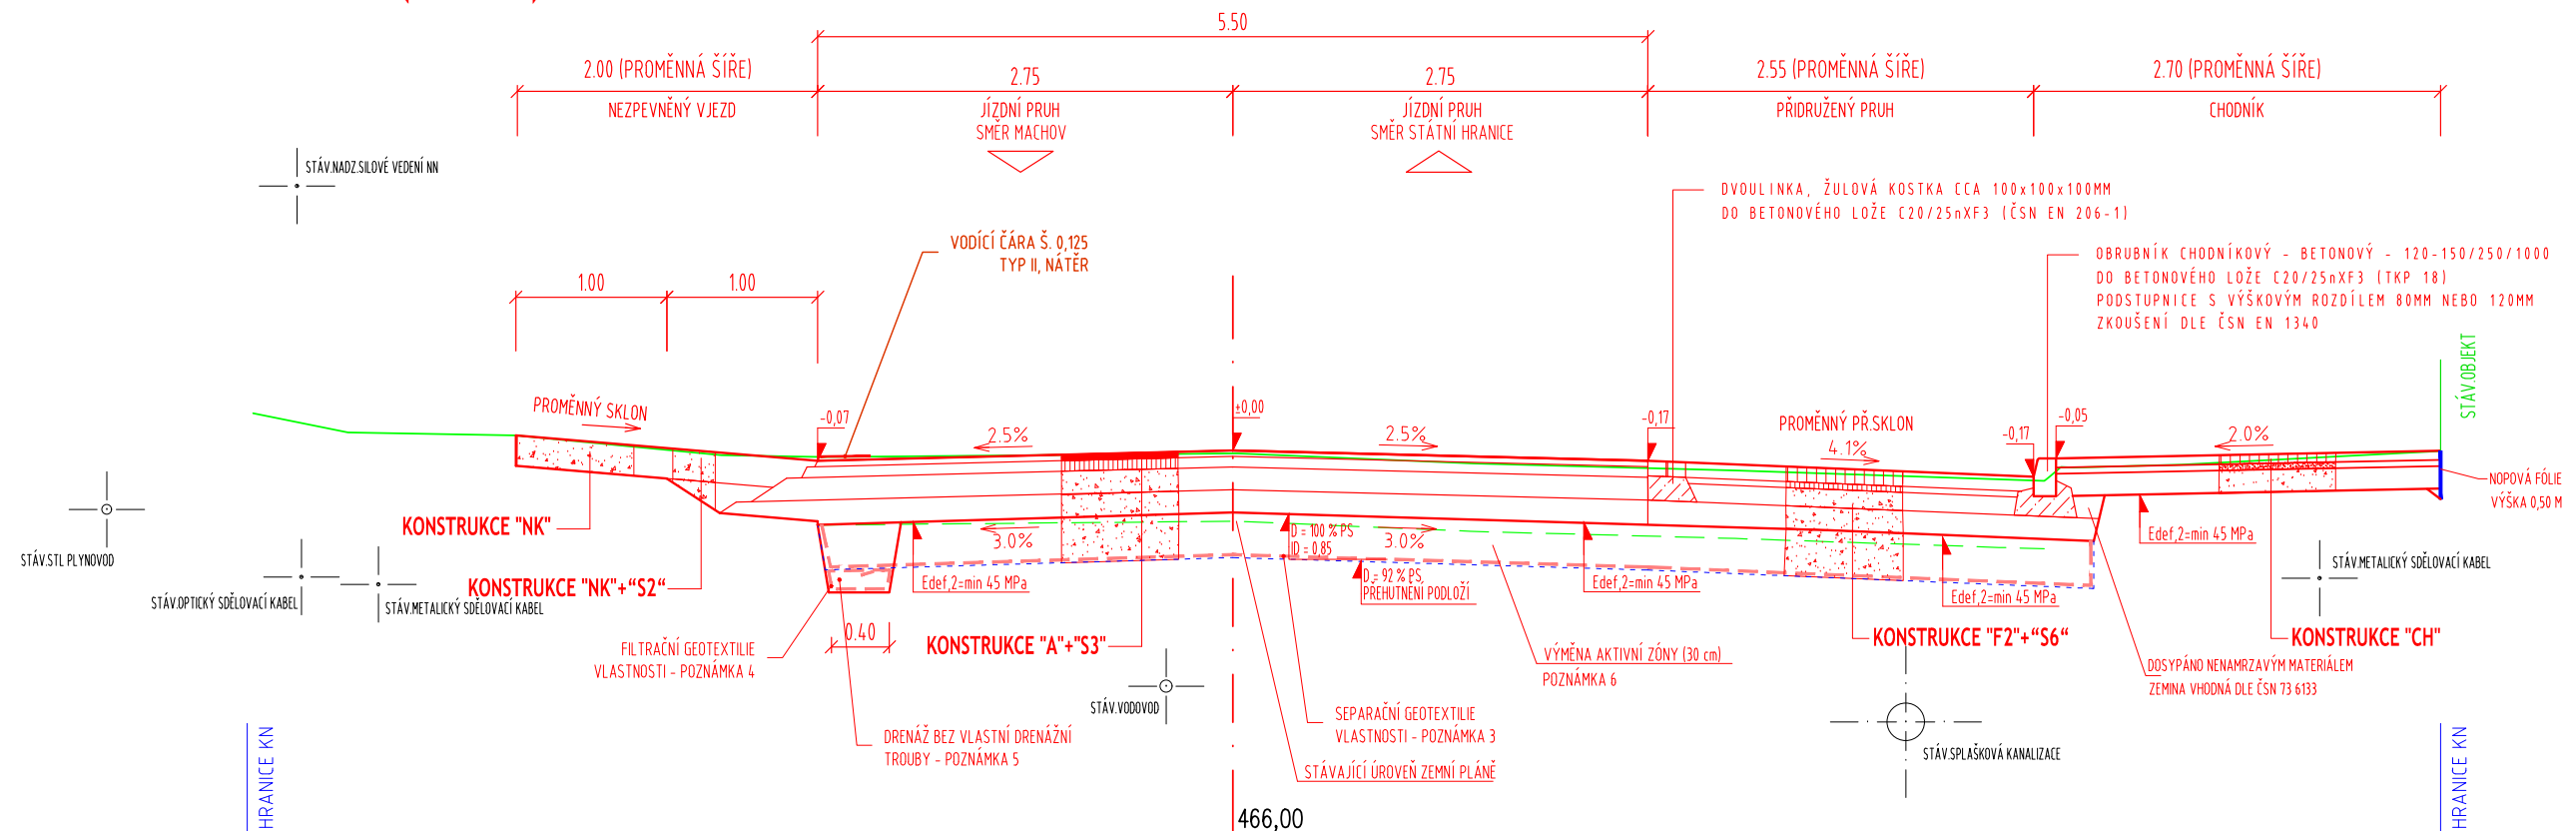 5.50
2.00 (PROMĚNNÁ ŠÍŘE)
2.75
2.75
2.55 (PROMĚNNÁ ŠÍŘE)
2.70 (PROMĚNNÁ ŠÍŘE)
NEZPEVNĚNÝ VJEZD
JÍZDNÍ PRUH
SMĚR MACHOV
JÍZDNÍ PRUH
SMĚR STÁTNÍ HRANICE
PŘIDRUŽENÝ PRUH
CHODNÍK
STÁV.NADZ.SILOVÉ VEDENÍ NN
DVOULINKA, ŽULOVÁ KOSTKA CCA 100x100x100MM
DO BETONOVÉHO LOŽE C20/25nXF3 (ČSN EN 206-1)
VODÍCÍ ČÁRA Š. 0,125
TYP II, NÁTĚR
OBRUBNÍK CHODNÍKOVÝ - BETONOVÝ - 120-150/250/1000
DO BETONOVÉHO LOŽE C20/25nXF3 (TKP 18)
PODSTUPNICE S VÝŠKOVÝM ROZDÍLEM 80MM NEBO 120MM
ZKOUŠENÍ DLE ČSN EN 1340
1.00
1.00
STÁV.OBJEKT
PROMĚNNÝ SKLON
-0,07
±0,00
-0,17
PROMĚNNÝ PŘ.SKLON
-0,17
-0,05
2.5%
2.5%
4.1%
2.0%
NOPOVÁ FÓLIE
VÝŠKA 0,50 M
KONSTRUKCE "NK"
3.0%
D = 100 % PS
ID = 0.85
3.0%
Edef,2=min 45 MPa
STÁV.STL PLYNOVOD
STÁV.METALICKÝ SDĚLOVACÍ KABEL
KONSTRUKCE "NK"+“S2“
Edef,2=min 45 MPa
D = 92 % PS,
PŘEHUTNĚNÍ PODLOŽÍ
Edef,2=min 45 MPa
Edef,2=min 45 MPa
STÁV.OPTICKÝ SDĚLOVACÍ KABEL
STÁV.METALICKÝ SDĚLOVACÍ KABEL
0.40
KONSTRUKCE "A"+"S3"
KONSTRUKCE "F2"+“S6“
KONSTRUKCE "CH"
FILTRAČNÍ GEOTEXTILIE
VLASTNOSTI - POZNÁMKA 4
VÝMĚNA AKTIVNÍ ZÓNY (30 cm)
POZNÁMKA 6
DOSYPÁNO NENAMRZAVÝM MATERIÁLEM
ZEMINA VHODNÁ DLE ČSN 73 6133
STÁV.VODOVOD
SEPARAČNÍ GEOTEXTILIE
VLASTNOSTI - POZNÁMKA 3
DRENÁŽ BEZ VLASTNÍ DRENÁŽNÍ
TROUBY - POZNÁMKA 5
STÁV.SPLAŠKOVÁ KANALIZACE
STÁVAJÍCÍ ÚROVEŇ ZEMNÍ PLÁNĚ
HRANICE KN
HRANICE KN
466,00